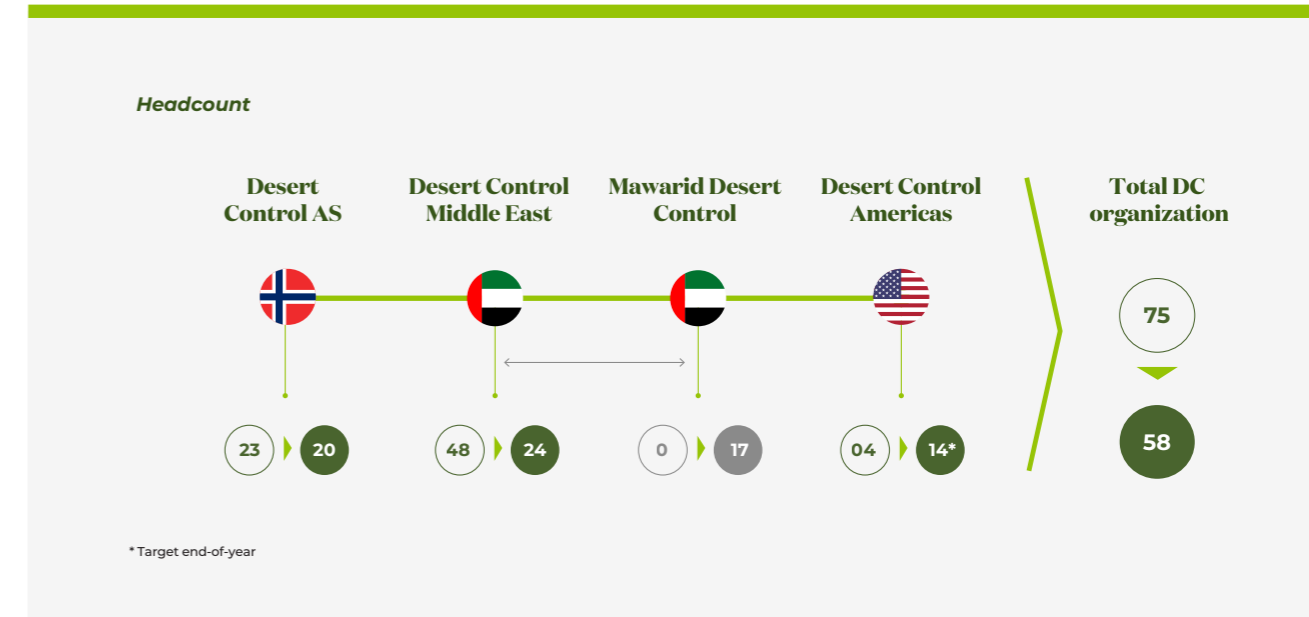 Headcount
Desert
Control AS
Desert Control
Middle East
Mawarid Desert
Control
Desert Control
Americas
Total DC
organization
75
58
23
20
48
24
0
17
04
14*
* Target end-of-year